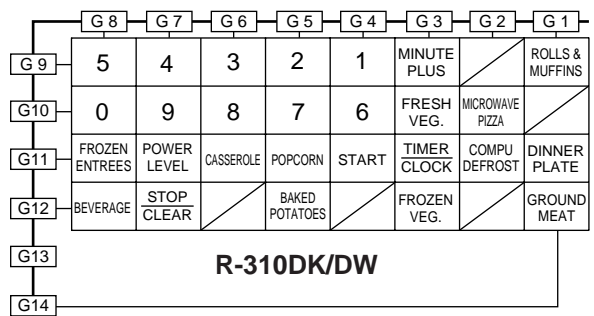 G 8 G 7 G 6 G 5 G 4 G 3 G 2 G 1
G 9 5 4 3 2 1 MINUTE PLUS ROLLS & MUFFINS
G10 0 9 8 7 6 FRESH VEG. MICROWAVE PIZZA
G11 FROZEN ENTREES POWER LEVEL CASSEROLE POPCORN START TIMER CLOCK COMPU DEFROST DINNER PLATE
G12 BEVERAGE STOP CLEAR BAKED POTATOES FROZEN VEG. GROUND MEAT
G13
R-310DK/DW
G14